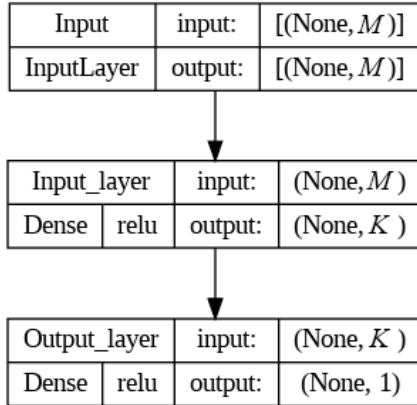 Input input: [(None, M)]
InputLayer output: [(None, M)]
Input_layer input: (None, M)
Dense relu output: (None, K)
Output_layer input: (None, K)
Dense relu output: (None, 1)